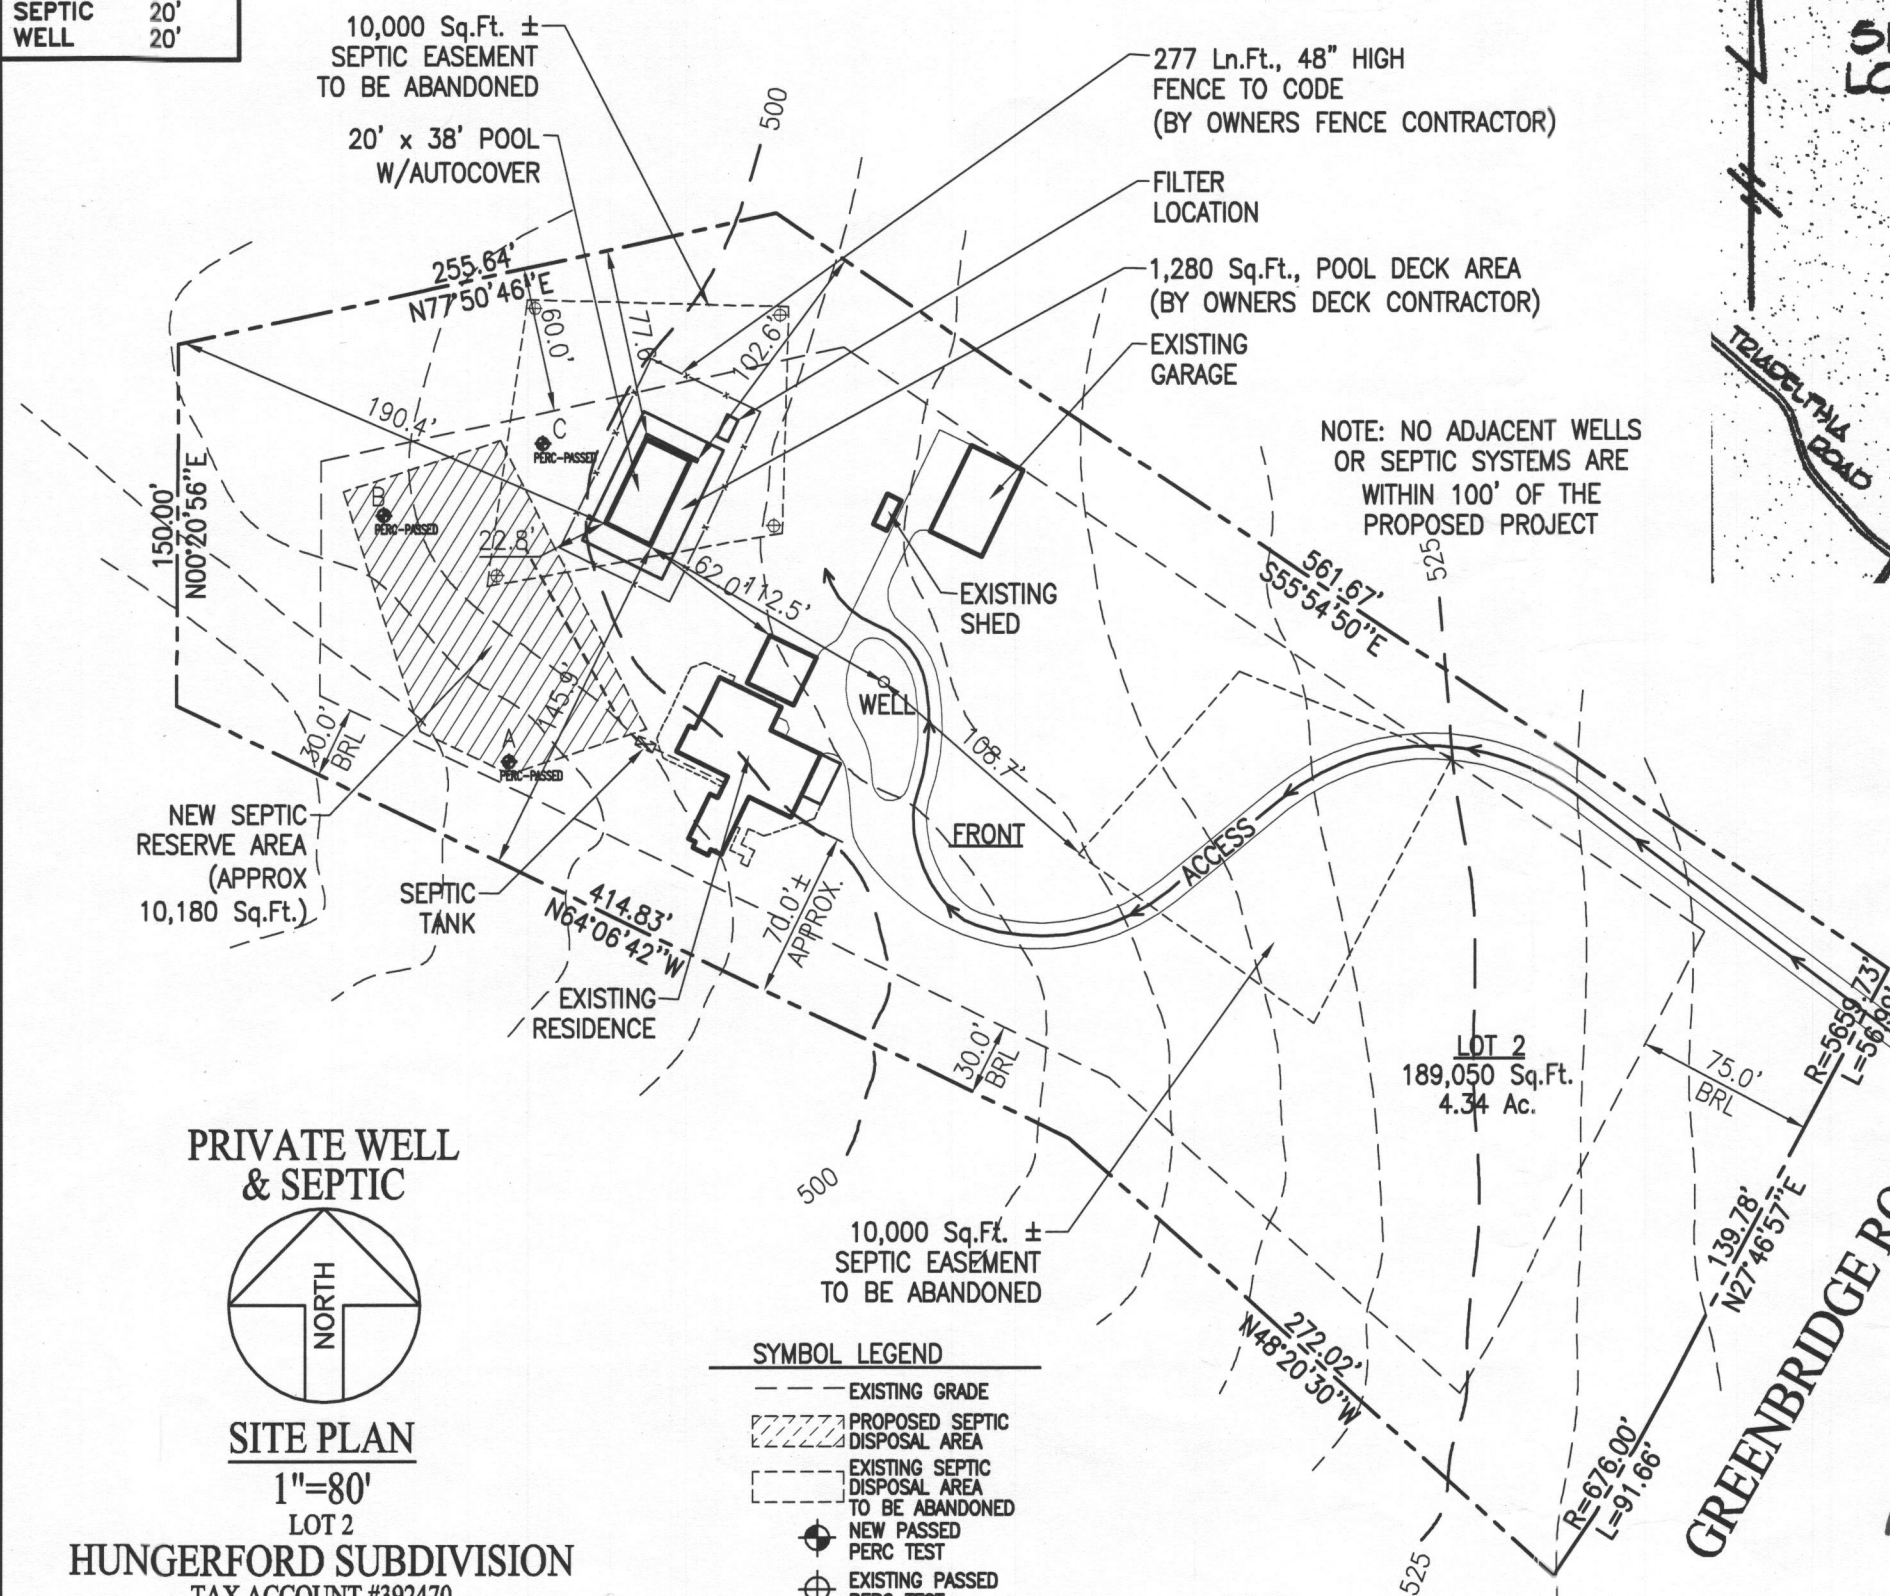 SEPTIC 20'
WELL 20'
10,000 Sq.Ft. ±
SEPTIC EASEMENT
TO BE ABANDONED
20' x 38' POOL
W/AUTOCOVER
500
277 Ln.Ft., 48" HIGH
FENCE TO CODE
(BY OWNERS FENCE CONTRACTOR)
FILTER
LOCATION
1,280 Sq.Ft., POOL DECK AREA
(BY OWNERS DECK CONTRACTOR)
EXISTING
GARAGE
TRIADELPHIA
ROAD
NOTE: NO ADJACENT WELLS
OR SEPTIC SYSTEMS ARE
WITHIN 100' OF THE
PROPOSED PROJECT
255.64'
N77°50'46"E
60.0'
77.6'
102.6'
190.4'
C
PERC-PASSED
B
PERC-PASSED
150.00'
N00°20'56"E
22.8'
62.0'
112.5'
EXISTING
SHED
561.67'
S55°54'50"E
525
WELL
145.9'
A
PERC-PASSED
30.0'
BRL
108.7'
NEW SEPTIC
RESERVE AREA
(APPROX
10,180 Sq.Ft.)
SEPTIC
TANK
FRONT
ACCESS
414.83'
N64°06'42"W
70.0'±
APPROX.
EXISTING
RESIDENCE
30.0'
BRL
LOT 2
189,050 Sq.Ft.
4.34 Ac.
75.0'
BRL
R=5659.73'
L=56.99'
139.78'
N27°46'57"E
500
10,000 Sq.Ft. ±
SEPTIC EASEMENT
TO BE ABANDONED
272.02'
N48°20'30"W
R=676.00'
L=91.66'
525
GREENBRIDGE
PRIVATE WELL
& SEPTIC
NORTH
SITE PLAN
1"=80'
LOT 2
HUNGERFORD SUBDIVISION
TAX ACCOUNT #392470
SYMBOL LEGEND
EXISTING GRADE
PROPOSED SEPTIC
DISPOSAL AREA
EXISTING SEPTIC
DISPOSAL AREA
TO BE ABANDONED
NEW PASSED
PERC TEST
EXISTING PASSED
PERC TEST